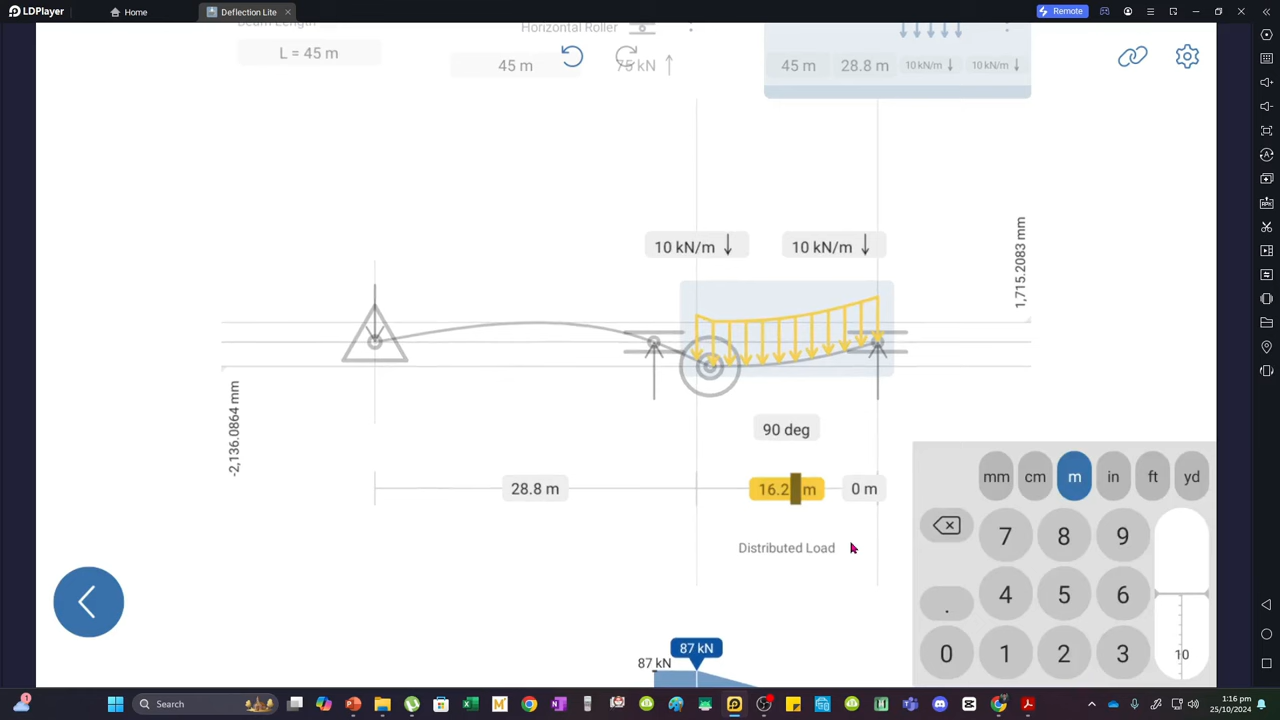 LDPlayer
Home
Deflection Lite
Remote
Beam Length
Horizontal Roller
L = 45 m
45 m
75 kN
45 m
28.8 m
10 kN/m
10 kN/m
1,715.2083 mm
10 kN/m
10 kN/m
-2,136.0864 mm
90 deg
28.8 m
16.2 m
0 m
Distributed Load
mm
cm
m
in
ft
yd
7
8
9
4
5
6
.
0
1
2
3
10
87 kN
87 kN
1
Search
1:16 pm
25/10/2024